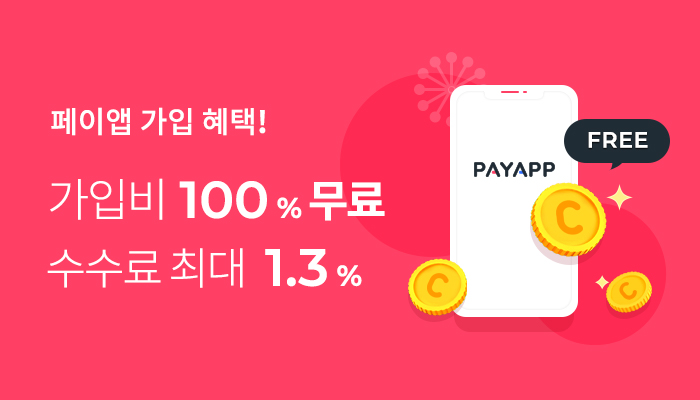 페이앱 가입 혜택!
가입비 100 % 무료
수수료 최대 1.3 %
FREE
PAYAPP
C
C
C